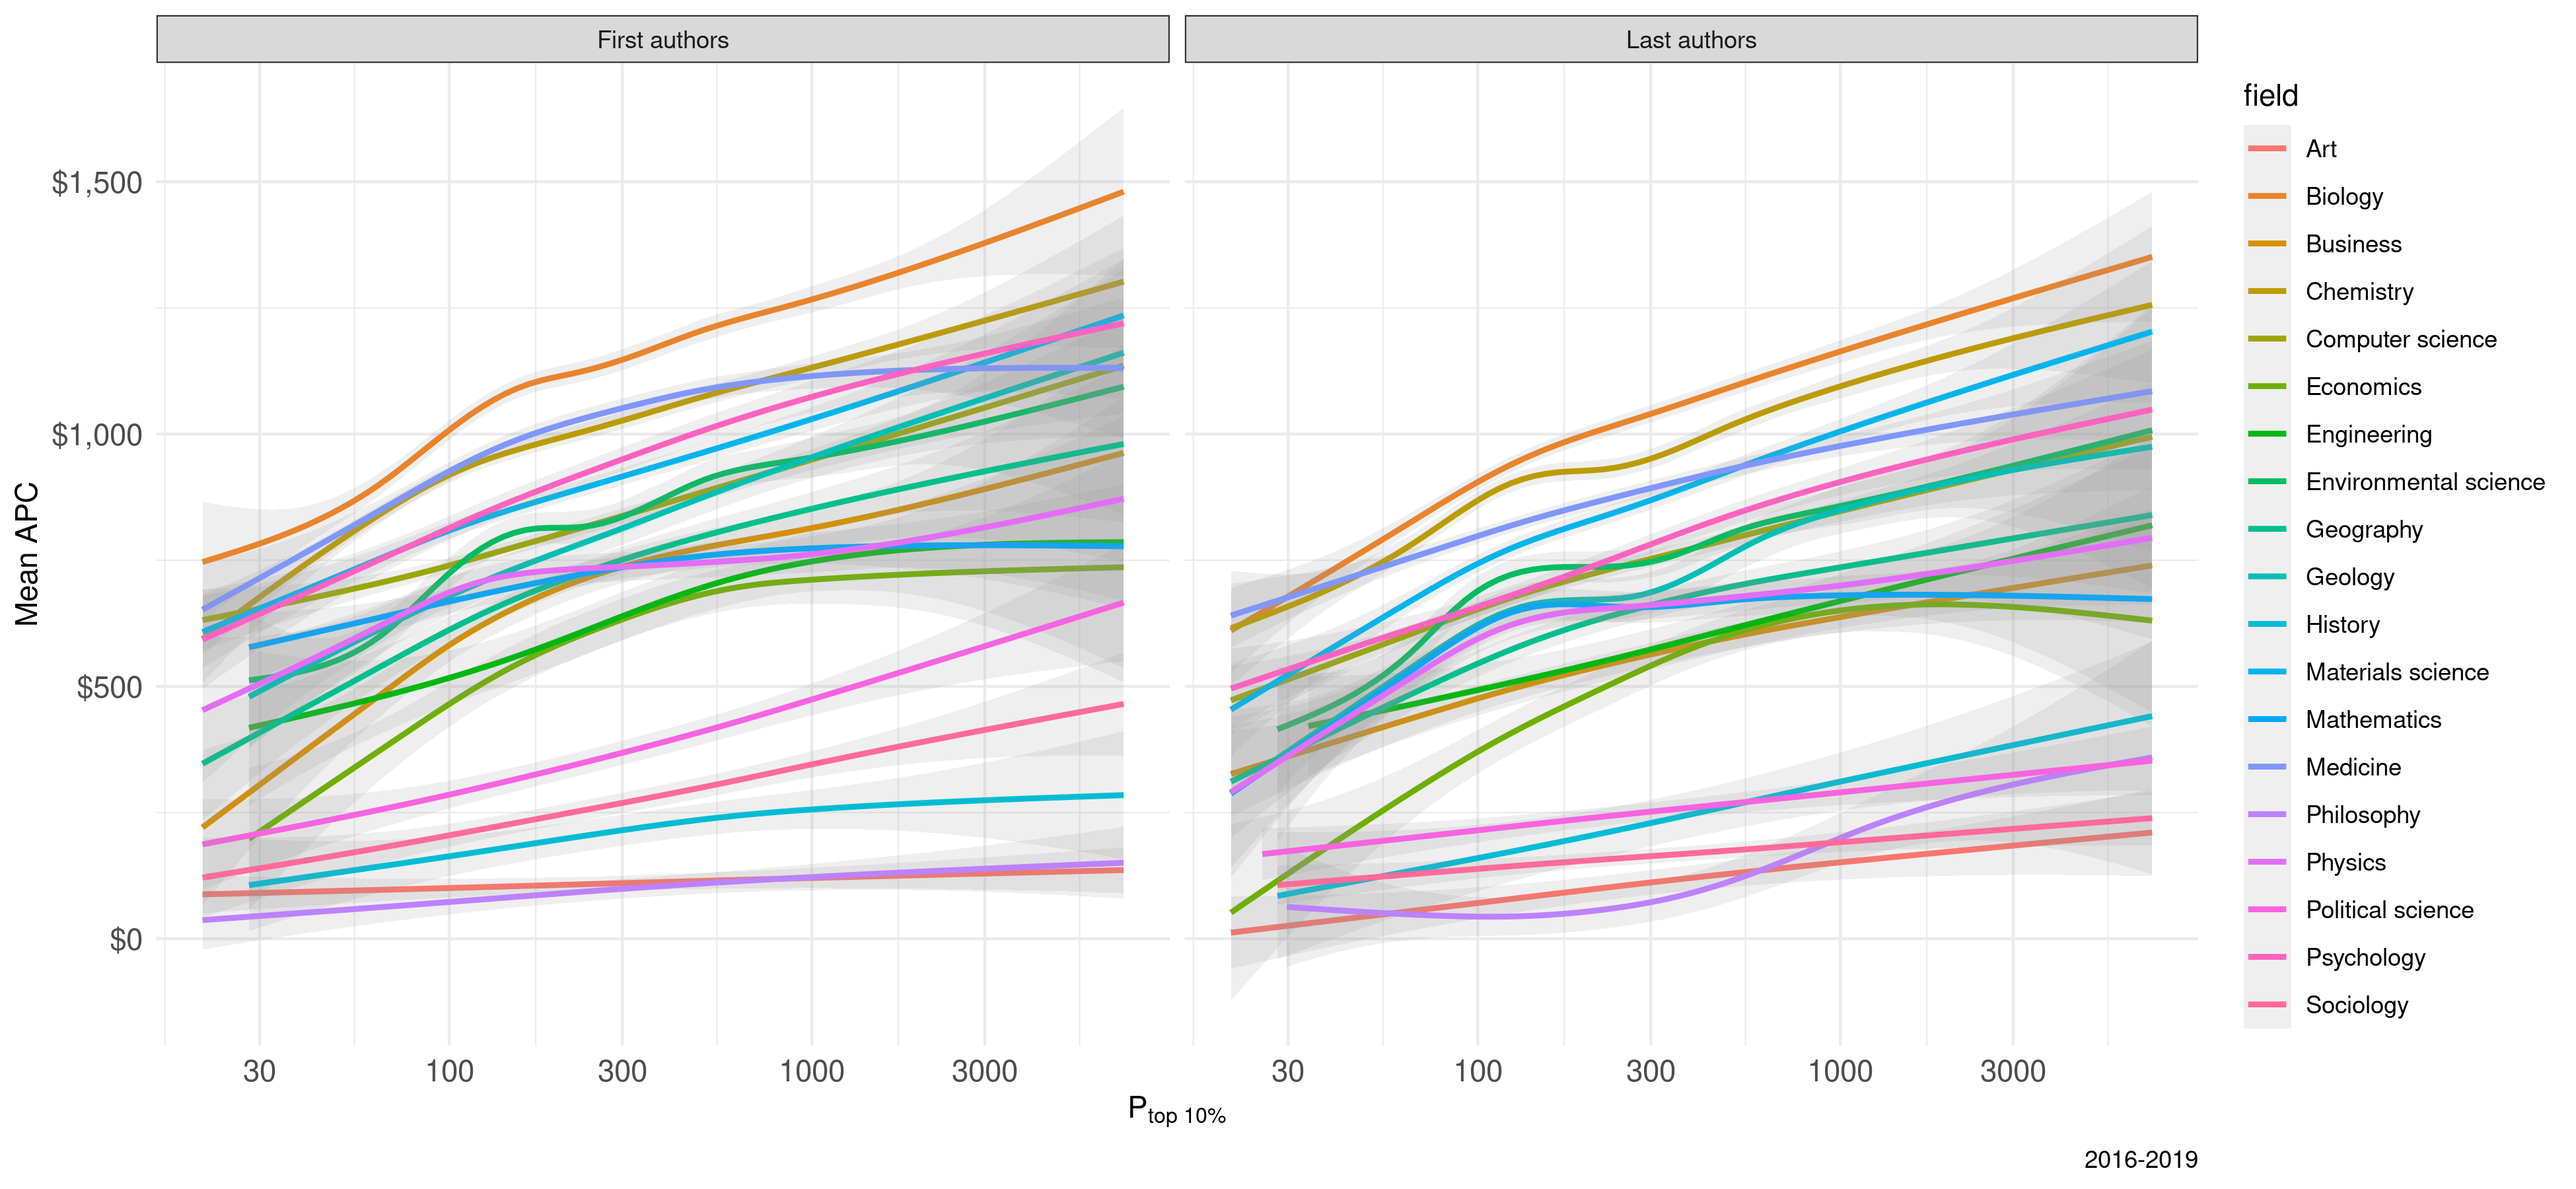 First authors
Last authors
Mean APC
$1,500
$1,000
$500
$0
30 100 300 1000 3000
30 100 300 1000 3000
Ptop 10%
2016-2019
field
Art
Biology
Business
Chemistry
Computer science
Economics
Engineering
Environmental science
Geography
Geology
History
Materials science
Mathematics
Medicine
Philosophy
Physics
Political science
Psychology
Sociology